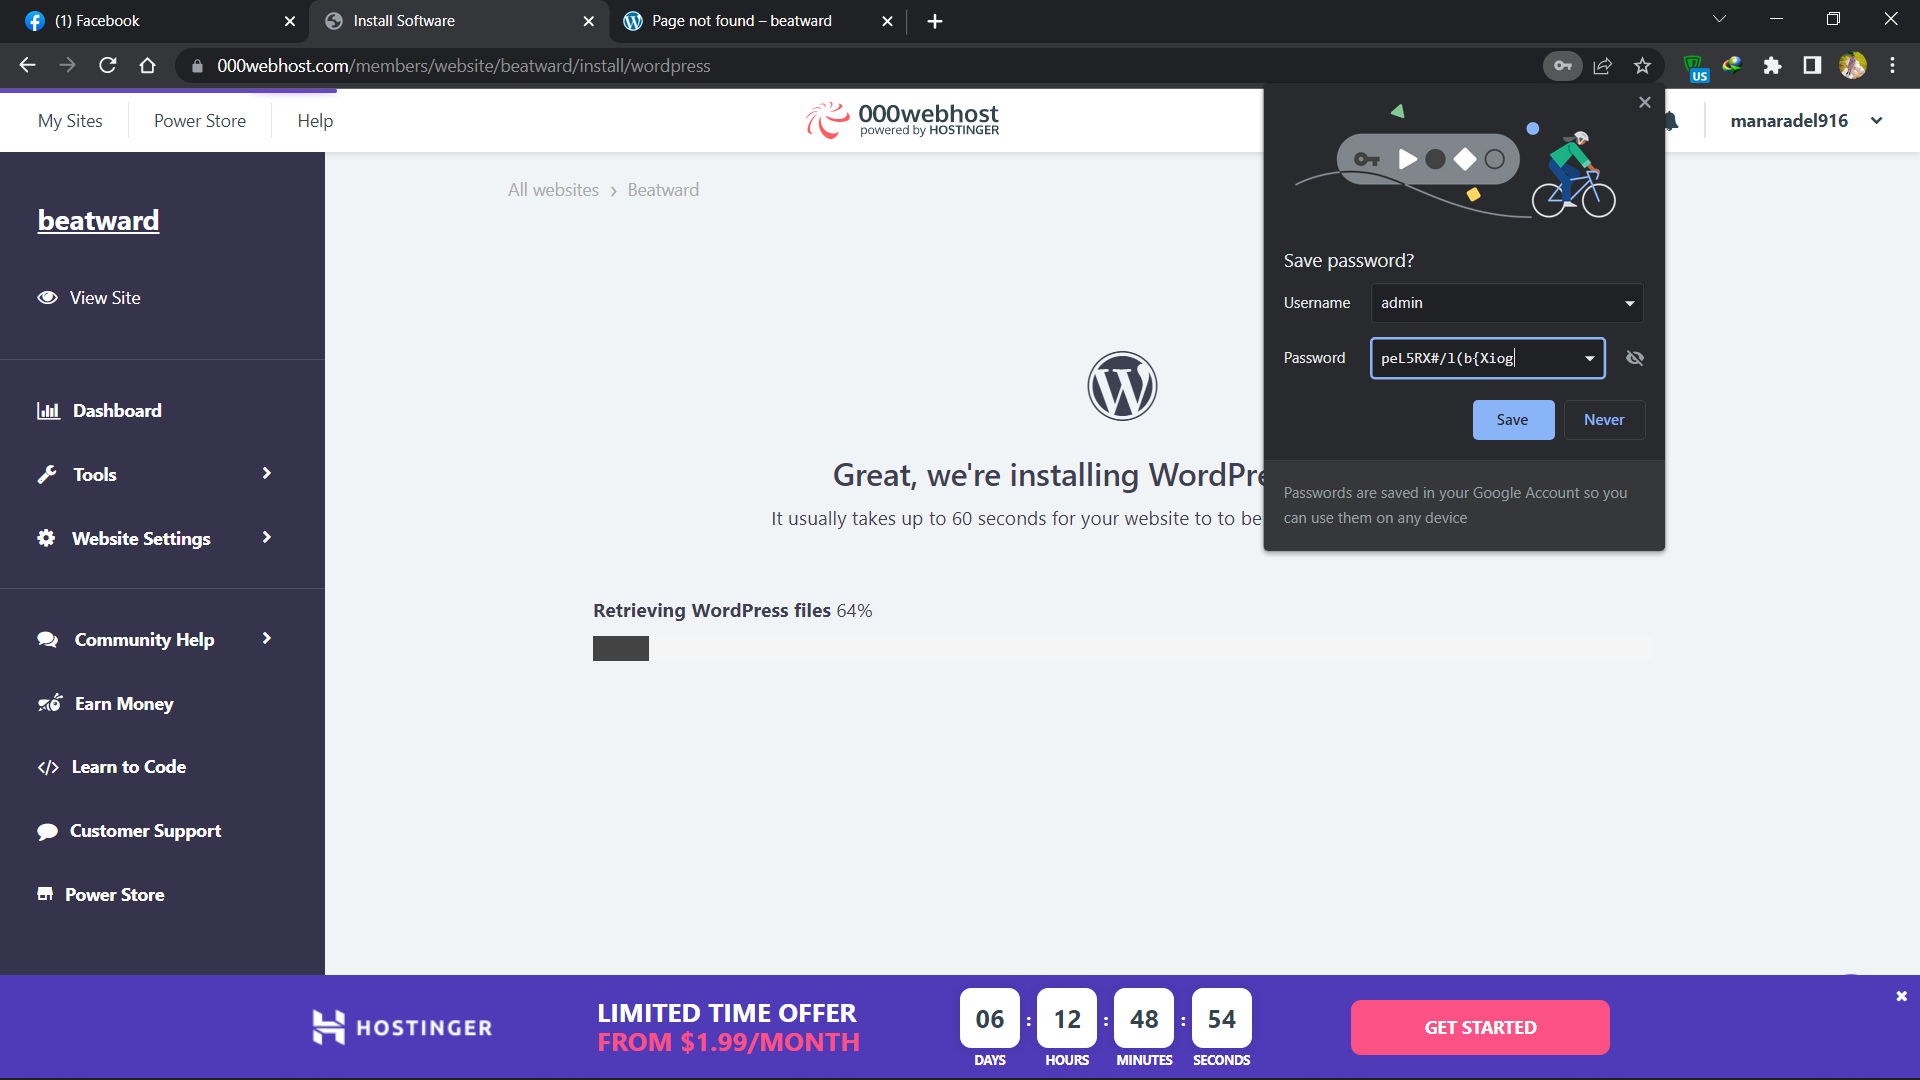 (1) Facebook
Install Software
Page not found – beatward
000webhost.com/members/website/beatward/install/wordpress
US
My Sites
Power Store
Help
000webhost
powered by HOSTINGER
manaradel916
beatward
View Site
Dashboard
Tools
Website Settings
Community Help
Earn Money
Learn to Code
Customer Support
Power Store
All websites › Beatward
Great, we're installing WordPre
It usually takes up to 60 seconds for your website to to be
Retrieving WordPress files 64%
Save password?
Username
admin
Password
peL5RX#/l(b{Xiog
Save
Never
Passwords are saved in your Google Account so you
can use them on any device
HOSTINGER
LIMITED TIME OFFER
FROM $1.99/MONTH
06 : 12 : 48 : 54
DAYS HOURS MINUTES SECONDS
GET STARTED